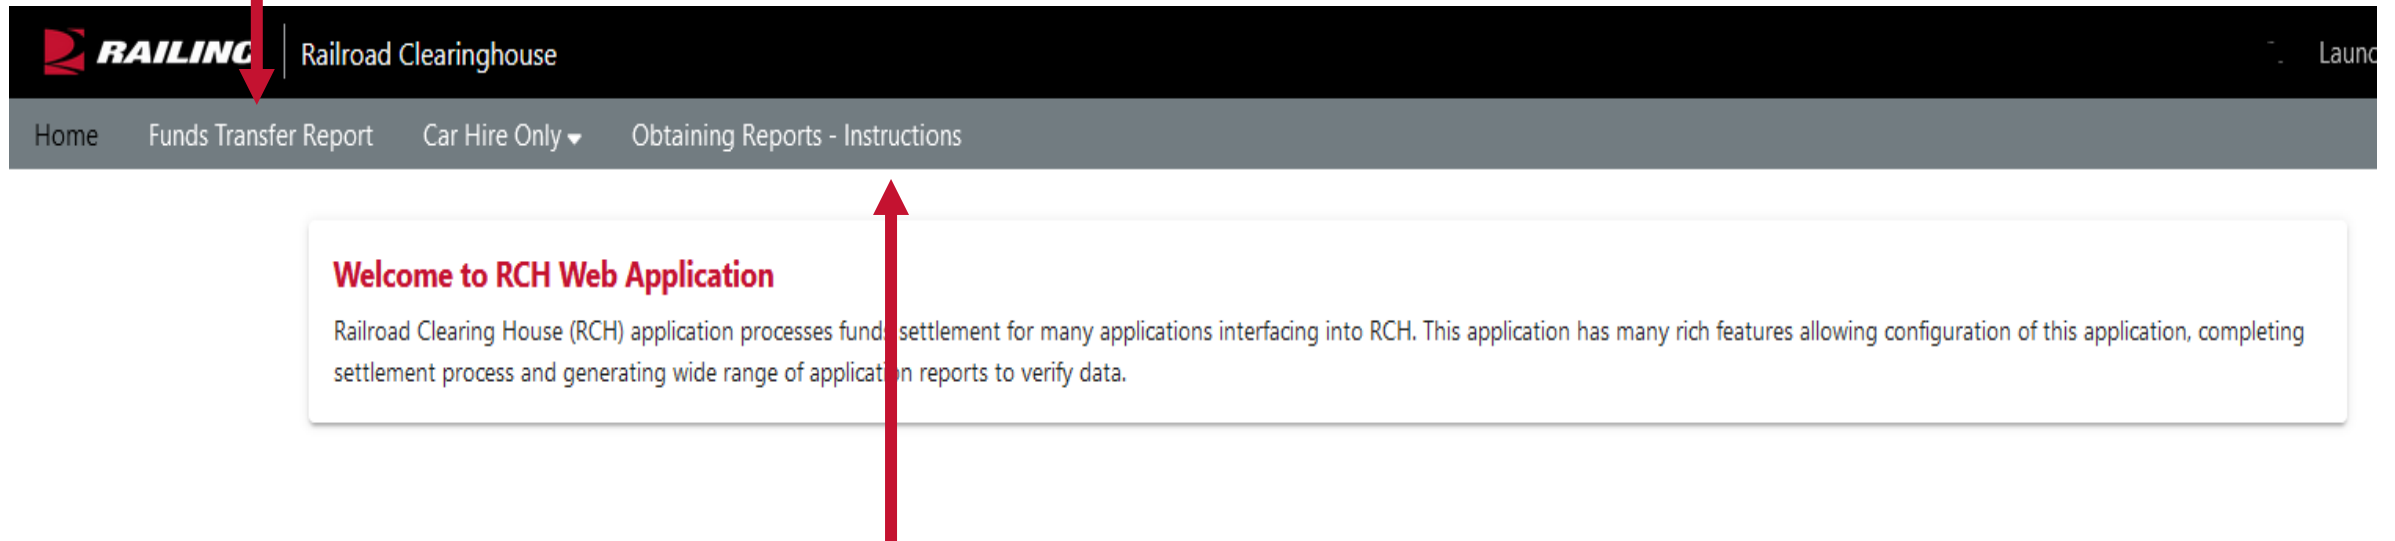 RAILINC Railroad Clearinghouse Launc
Home Funds Transfer Report Car Hire Only Obtaining Reports - Instructions
Welcome to RCH Web Application
Railroad Clearing House (RCH) application processes funds settlement for many applications interfacing into RCH. This application has many rich features allowing configuration of this application, completing
settlement process and generating wide range of application reports to verify data.